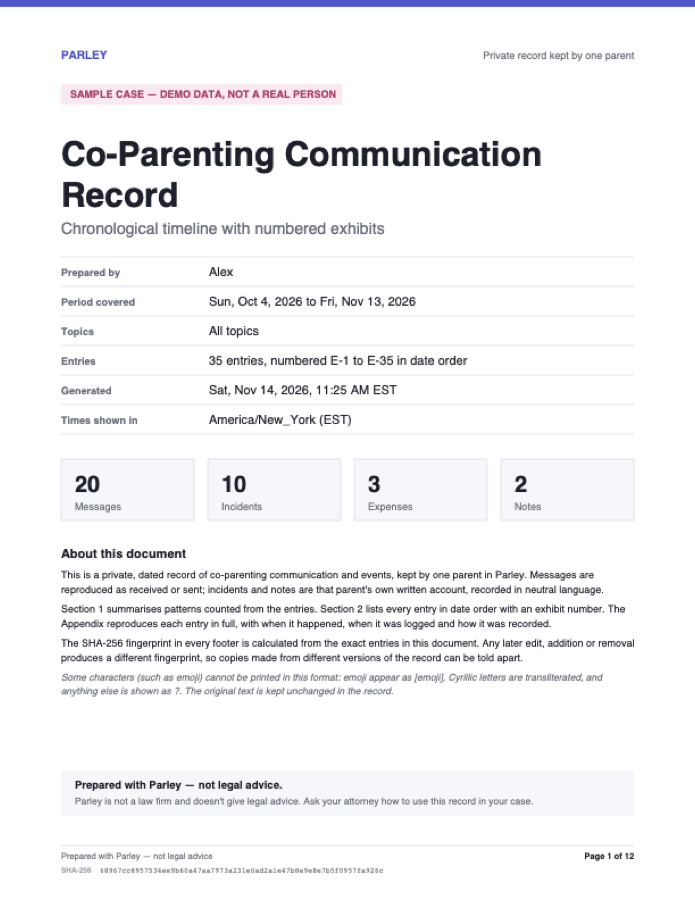 PARLEY
Private record kept by one parent
SAMPLE CASE — DEMO DATA, NOT A REAL PERSON
Co-Parenting Communication
Record
Chronological timeline with numbered exhibits
Prepared by Alex
Period covered Sun, Oct 4, 2026 to Fri, Nov 13, 2026
Topics All topics
Entries 35 entries, numbered E-1 to E-35 in date order
Generated Sat, Nov 14, 2026, 11:25 AM EST
Times shown in America/New_York (EST)
20 10 3 2
Messages Incidents Expenses Notes
About this document
This is a private, dated record of co-parenting communication and events, kept by one parent in Parley. Messages are
reproduced as received or sent; incidents and notes are that parent's own written account, recorded in neutral language.
Section 1 summarises patterns counted from the entries. Section 2 lists every entry in date order with an exhibit number. The
Appendix reproduces each entry in full, with when it happened, when it was logged and how it was recorded.
The SHA-256 fingerprint in every footer is calculated from the exact entries in this document. Any later edit, addition or removal
produces a different fingerprint, so copies made from different versions of the record can be told apart.
Some characters (such as emoji) cannot be printed in this format: emoji appear as [emoji], Cyrillic letters are transliterated, and
anything else is shown as ?. The original text is kept unchanged in the record.
Prepared with Parley — not legal advice.
Parley is not a law firm and doesn't give legal advice. Ask your attorney how to use this record in your case.
Prepared with Parley — not legal advice
Page 1 of 12
SHA-256